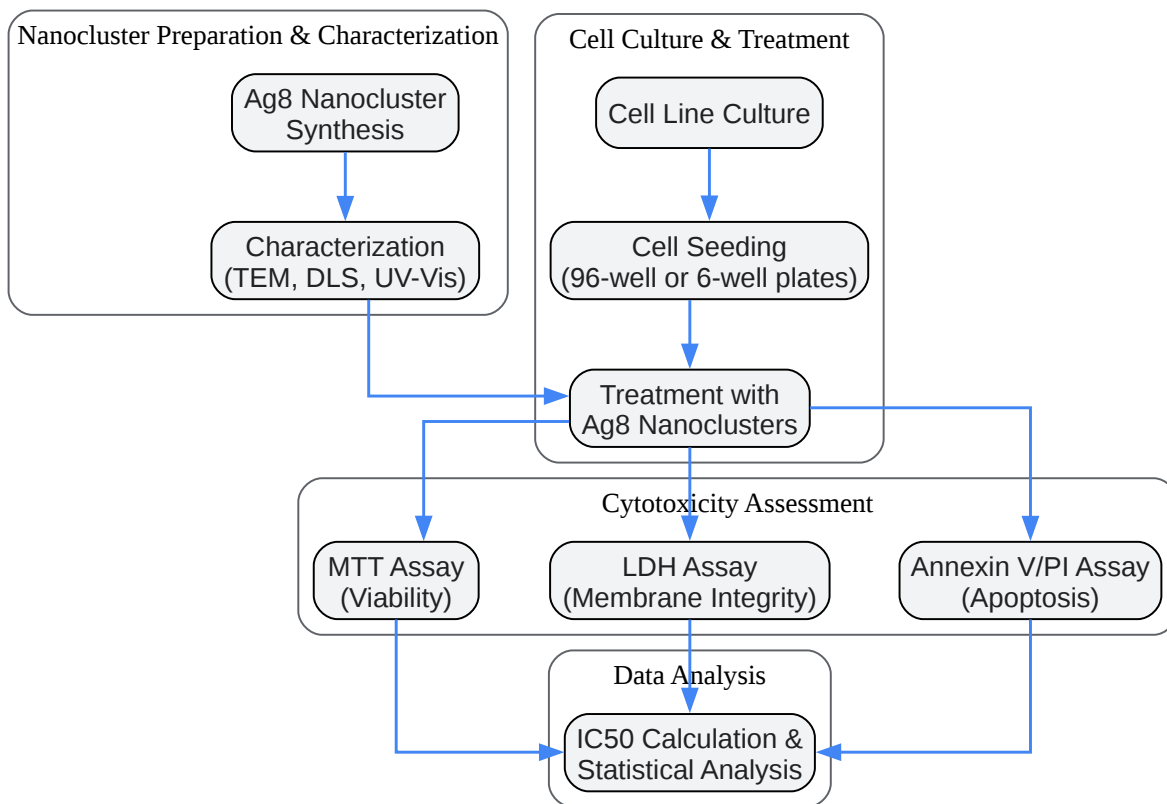 Nanocluster Preparation & Characterization
Ag8 Nanocluster
Synthesis
Characterization
(TEM, DLS, UV-Vis)
Cell Culture & Treatment
Cell Line Culture
Cell Seeding
(96-well or 6-well plates)
Treatment with
Ag8 Nanoclusters
Cytotoxicity Assessment
MTT Assay
(Viability)
LDH Assay
(Membrane Integrity)
Annexin V/PI Assay
(Apoptosis)
Data Analysis
IC50 Calculation &
Statistical Analysis